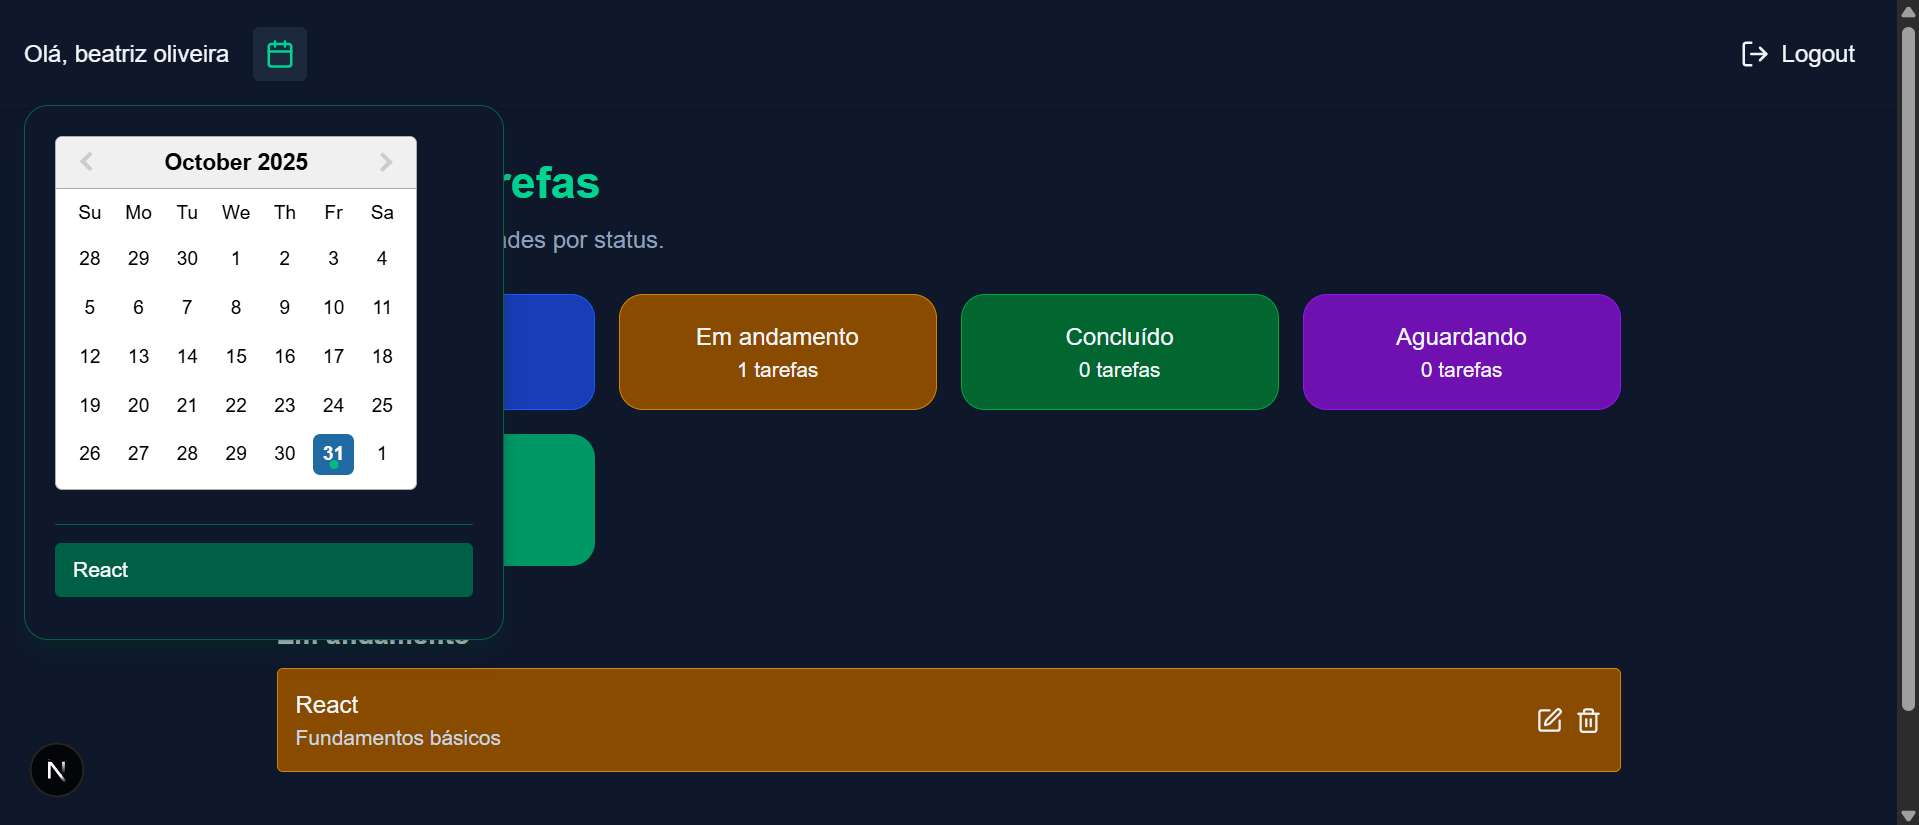 Olá, beatriz oliveira
Logout
October 2025
Su Mo Tu We Th Fr Sa
28 29 30 1 2 3 4
5 6 7 8 9 10 11
12 13 14 15 16 17 18
19 20 21 22 23 24 25
26 27 28 29 30 31 1
React
refas
des por status.
Em andamento
1 tarefas
Concluído
0 tarefas
Aguardando
0 tarefas
Em andamento
React
Fundamentos básicos
N